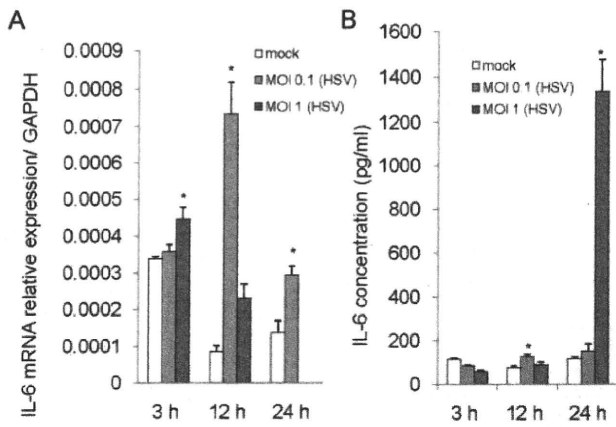 A
IL-6 mRNA relative expression/ GAPDH
0.0009
0.0008
0.0007
0.0006
0.0005
0.0004
0.0003
0.0002
0.0001
0
mock
MOI 0.1 (HSV)
MOI 1 (HSV)
*
*
*
3 h 12 h 24 h
B
IL-6 concentration (pg/ml)
1600
1400
1200
1000
800
600
400
200
0
mock
MOI 0.1 (HSV)
MOI 1 (HSV)
*
*
3 h 12 h 24 h